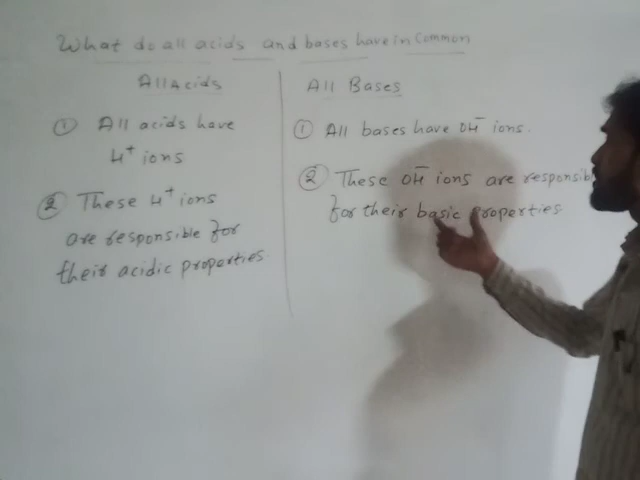 What do all acids and bases have in Common
All Acids
① All acids have
H+ ions
② These H+ ions
are responsible for
their acidic properties.
All Bases
① All bases have OH- ions.
② These OH- ions are responsibl
for their basic properties